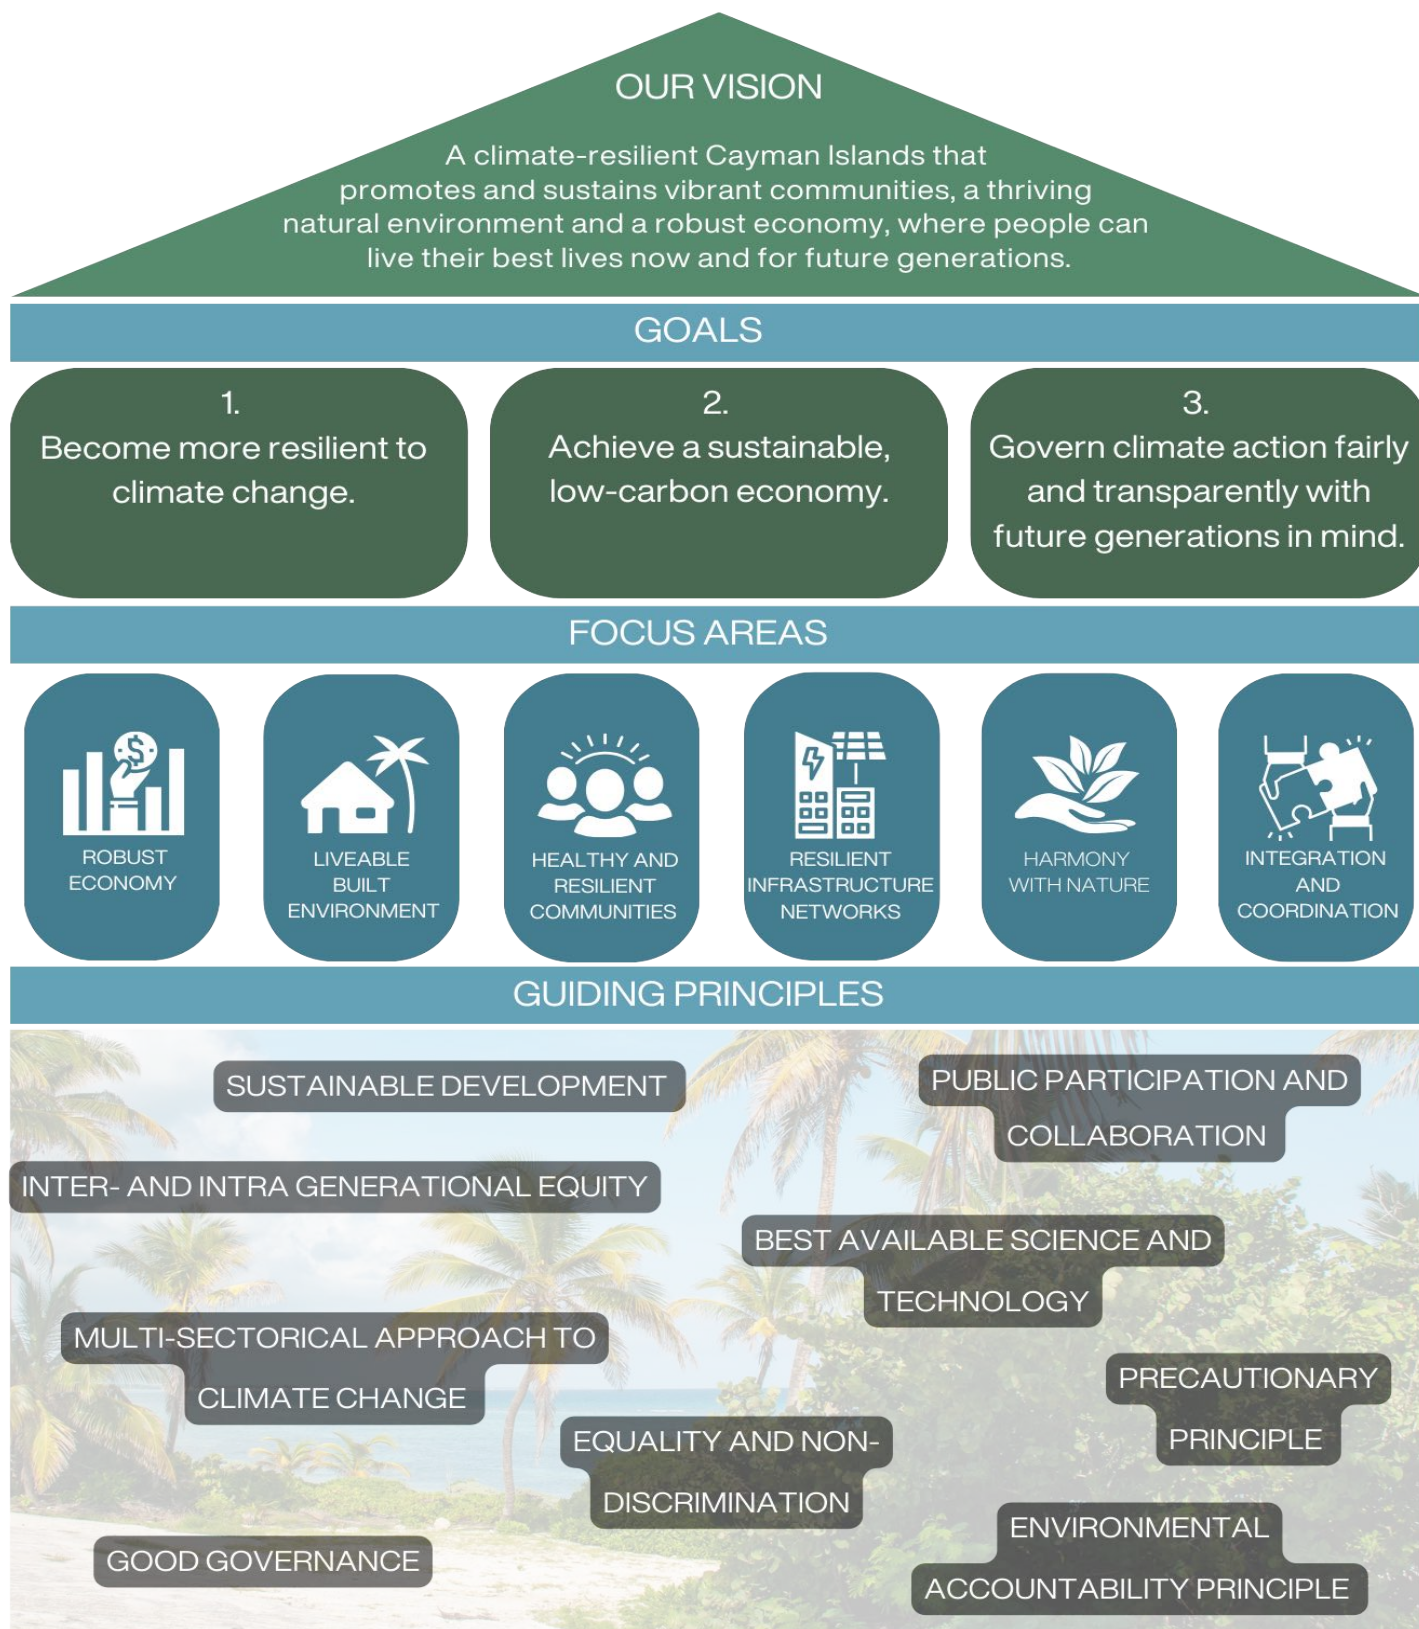 OUR VISION
A climate-resilient Cayman Islands that
promotes and sustains vibrant communities, a thriving
natural environment and a robust economy, where people can
live their best lives now and for future generations.
GOALS
1.
Become more resilient to
climate change.
2.
Achieve a sustainable,
low-carbon economy.
3.
Govern climate action fairly
and transparently with
future generations in mind.
FOCUS AREAS
$
ROBUST
ECONOMY
LIVEABLE
BUILT
ENVIRONMENT
HEALTHY AND
RESILIENT
COMMUNITIES
RESILIENT
INFRASTRUCTURE
NETWORKS
HARMONY
WITH NATURE
INTEGRATION
AND
COORDINATION
GUIDING PRINCIPLES
SUSTAINABLE DEVELOPMENT
PUBLIC PARTICIPATION AND
COLLABORATION
INTER- AND INTRA GENERATIONAL EQUITY
BEST AVAILABLE SCIENCE AND
TECHNOLOGY
MULTI-SECTORICAL APPROACH TO
CLIMATE CHANGE
PRECAUTIONARY
PRINCIPLE
EQUALITY AND NON-
DISCRIMINATION
ENVIRONMENTAL
ACCOUNTABILITY PRINCIPLE
GOOD GOVERNANCE